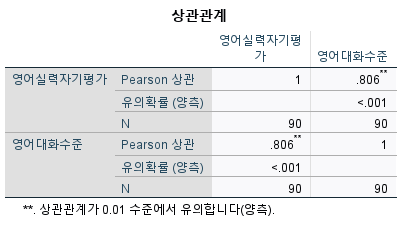 상관관계
영어실력자기평가 영어대화수준
영어실력자기평가 Pearson 상관 1 .806**
유의확률 (양측) <.001
N 90 90
영어대화수준 Pearson 상관 .806** 1
유의확률 (양측) <.001
N 90 90
**. 상관관계가 0.01 수준에서 유의합니다(양측).